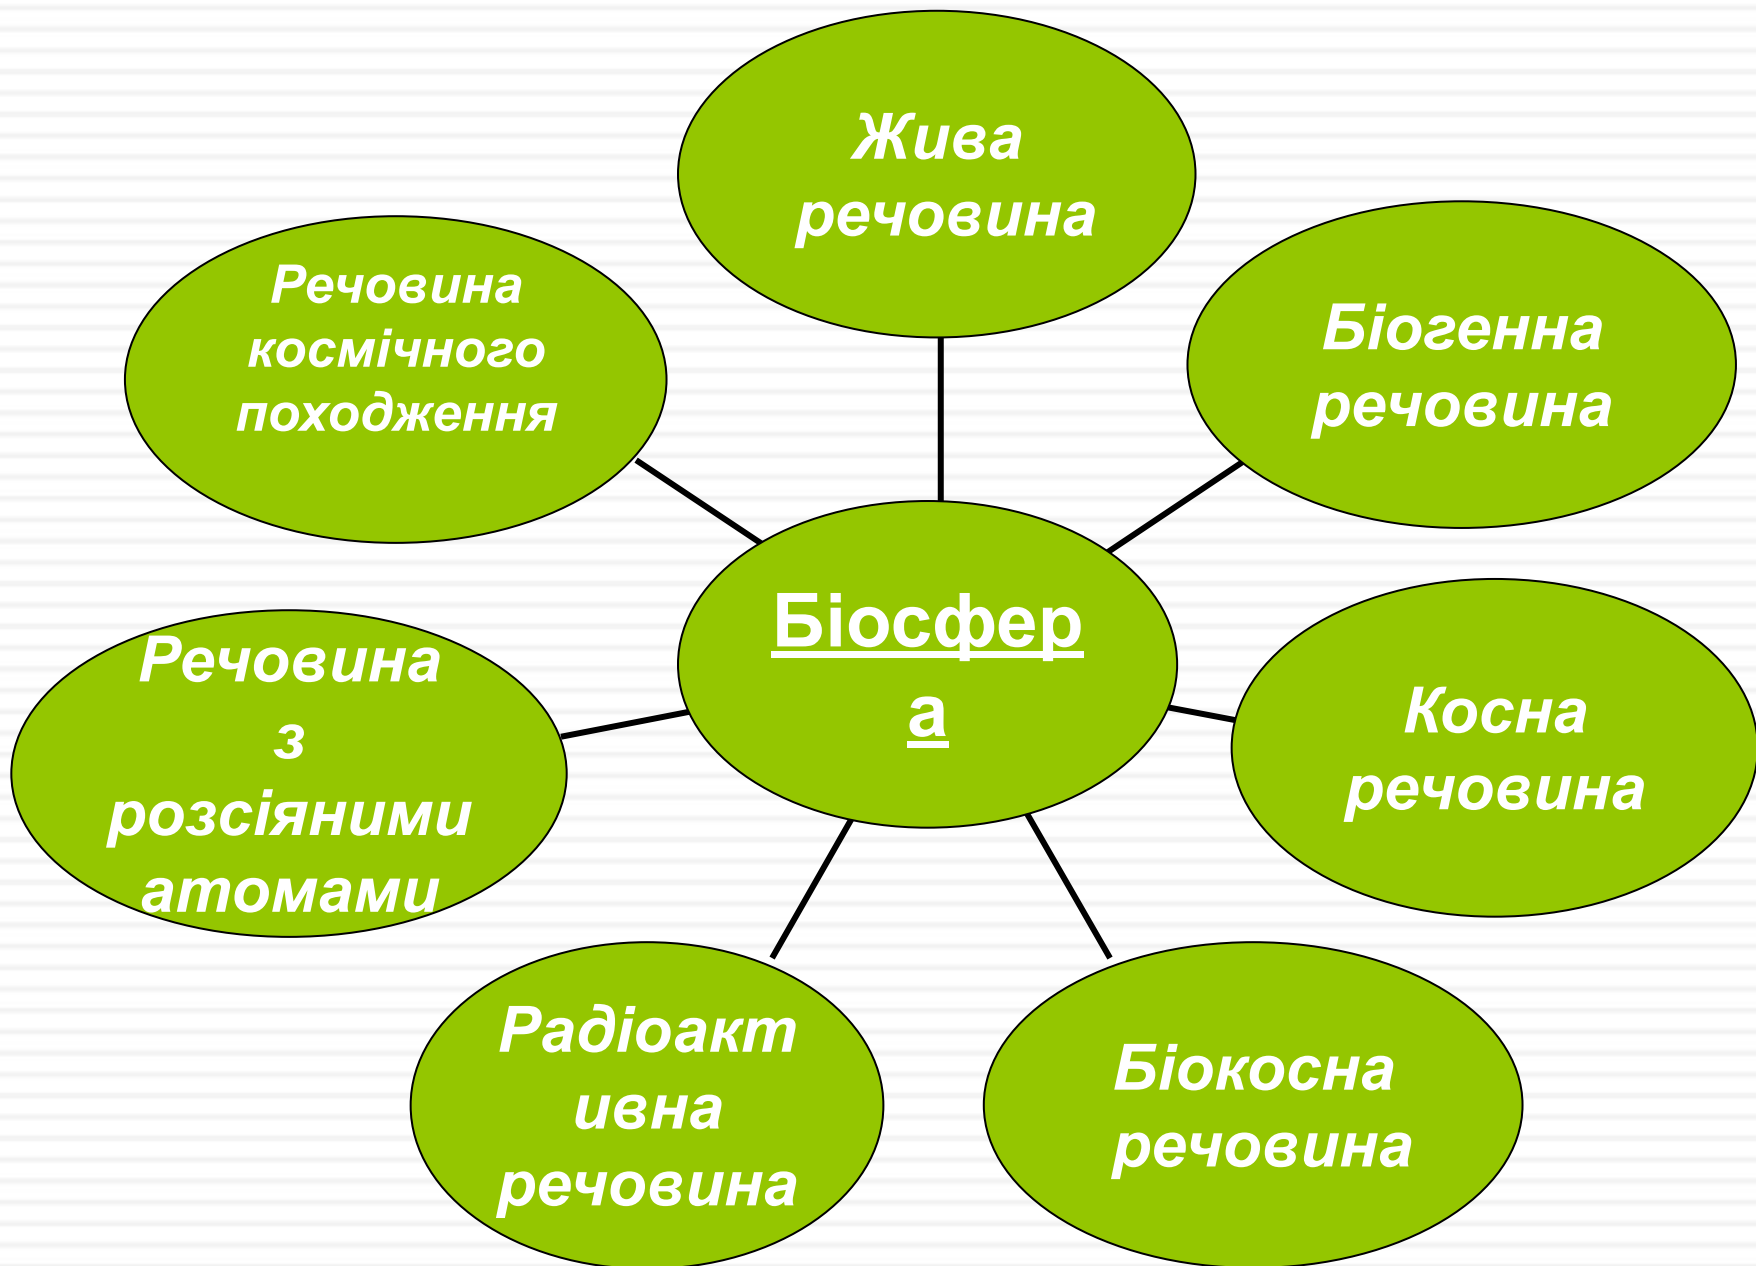 Жива
речовина
Речовина
космічного
походження
Біогенна
речовина
Біосфер
а
Речовина
з
розсіяними
атомами
Косна
речовина
Радіоакт
ивна
речовина
Біокосна
речовина